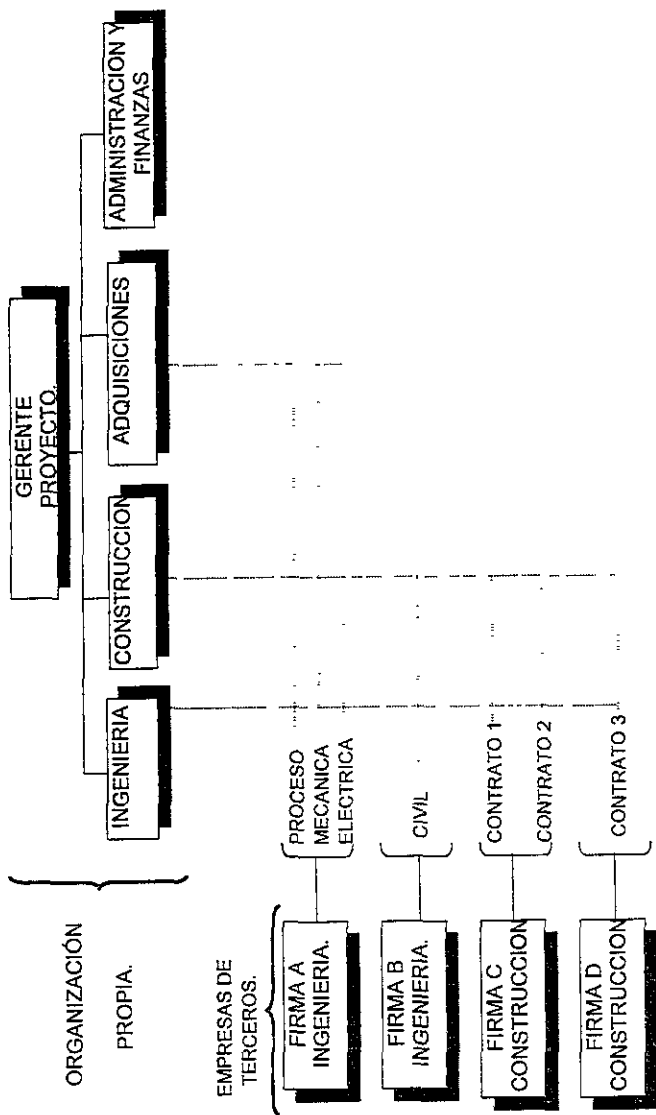 GERENTE
PROYECTO.
INGENIERIA
CONSTRUCCION
ADQUISICIONES
ADMINISTRACION Y
FINANZAS
ORGANIZACIÓN
PROPIA.
EMPRESAS DE
TERCEROS.
FIRMA A
INGENIERIA.
PROCESO
MECANICA
ELECTRICA
FIRMA B
INGENIERIA.
CIVIL
FIRMA C
CONSTRUCCION
CONTRATO 1
CONTRATO 2
FIRMA D
CONSTRUCCION
CONTRATO 3